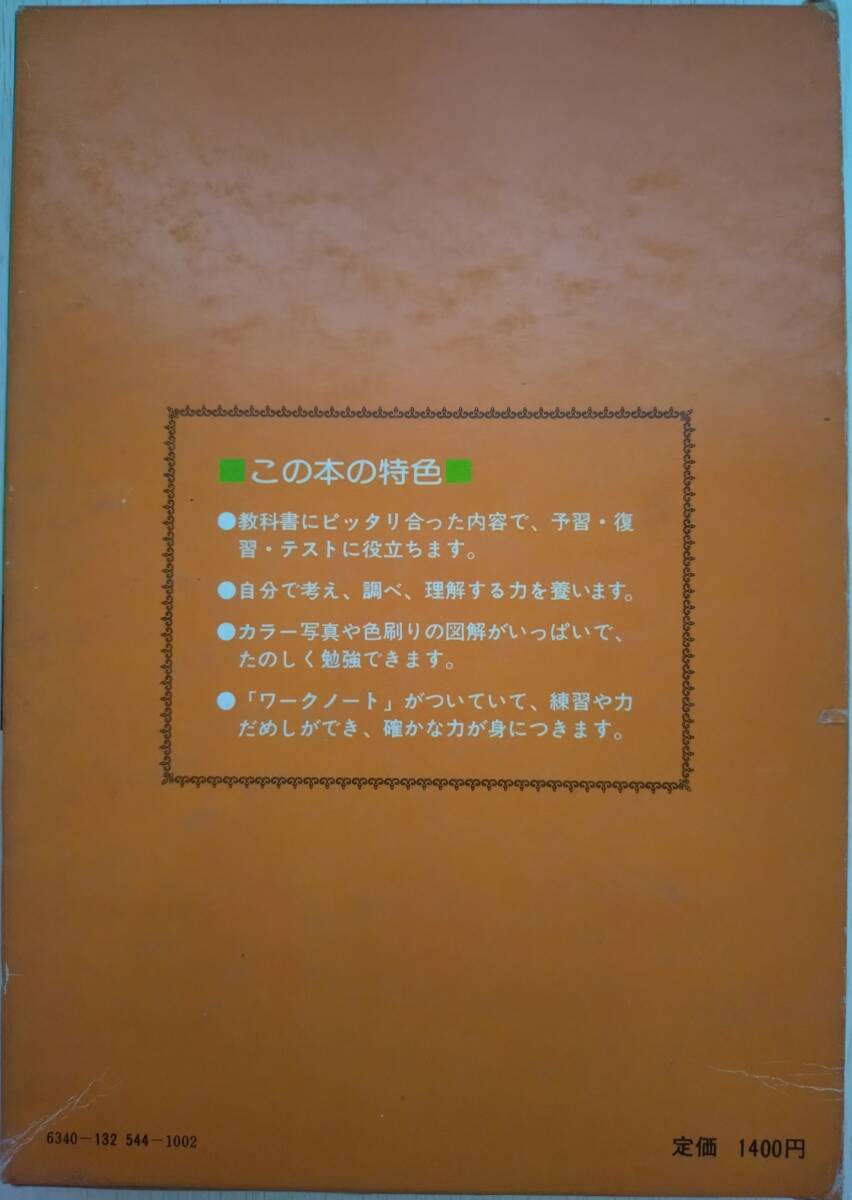 ■この本の特色■
●教科書にピッタリ合った内容で、予習・復
習・テストに役立ちます。
●自分で考え、調べ、理解する力を養います。
●カラー写真や色刷りの図解がいっぱいで、
たのしく勉強できます。
●「ワークノート」がついていて、練習や力
だめしができ、確かな力が身につきます。
6340-132 544-1002
定価 1400円